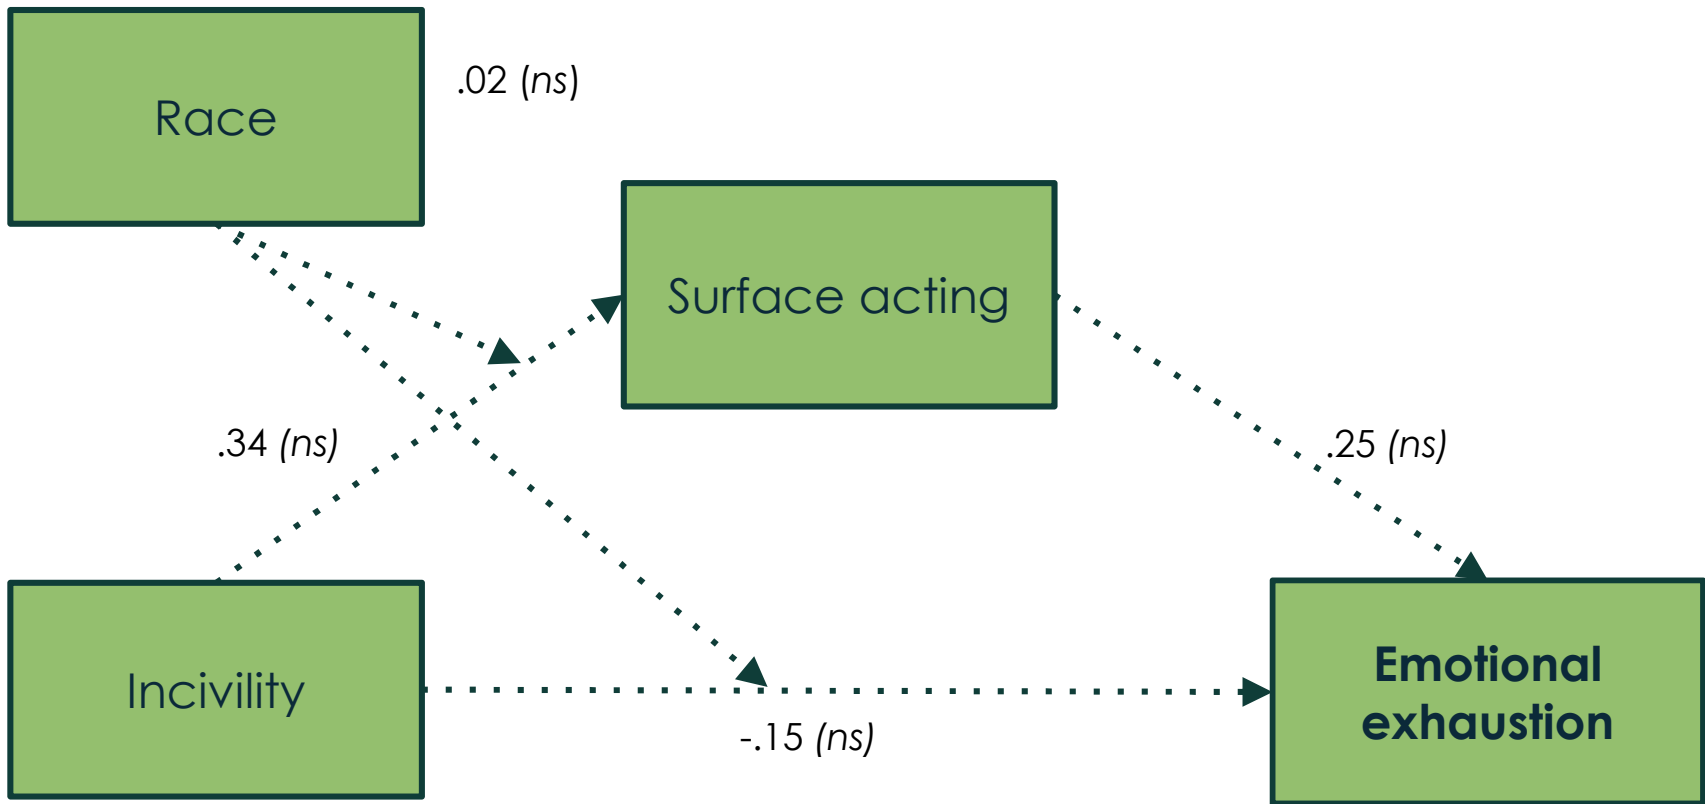 Race
.02 (ns)
Surface acting
.34 (ns)
.25 (ns)
Incivility
-.15 (ns)
Emotional
exhaustion